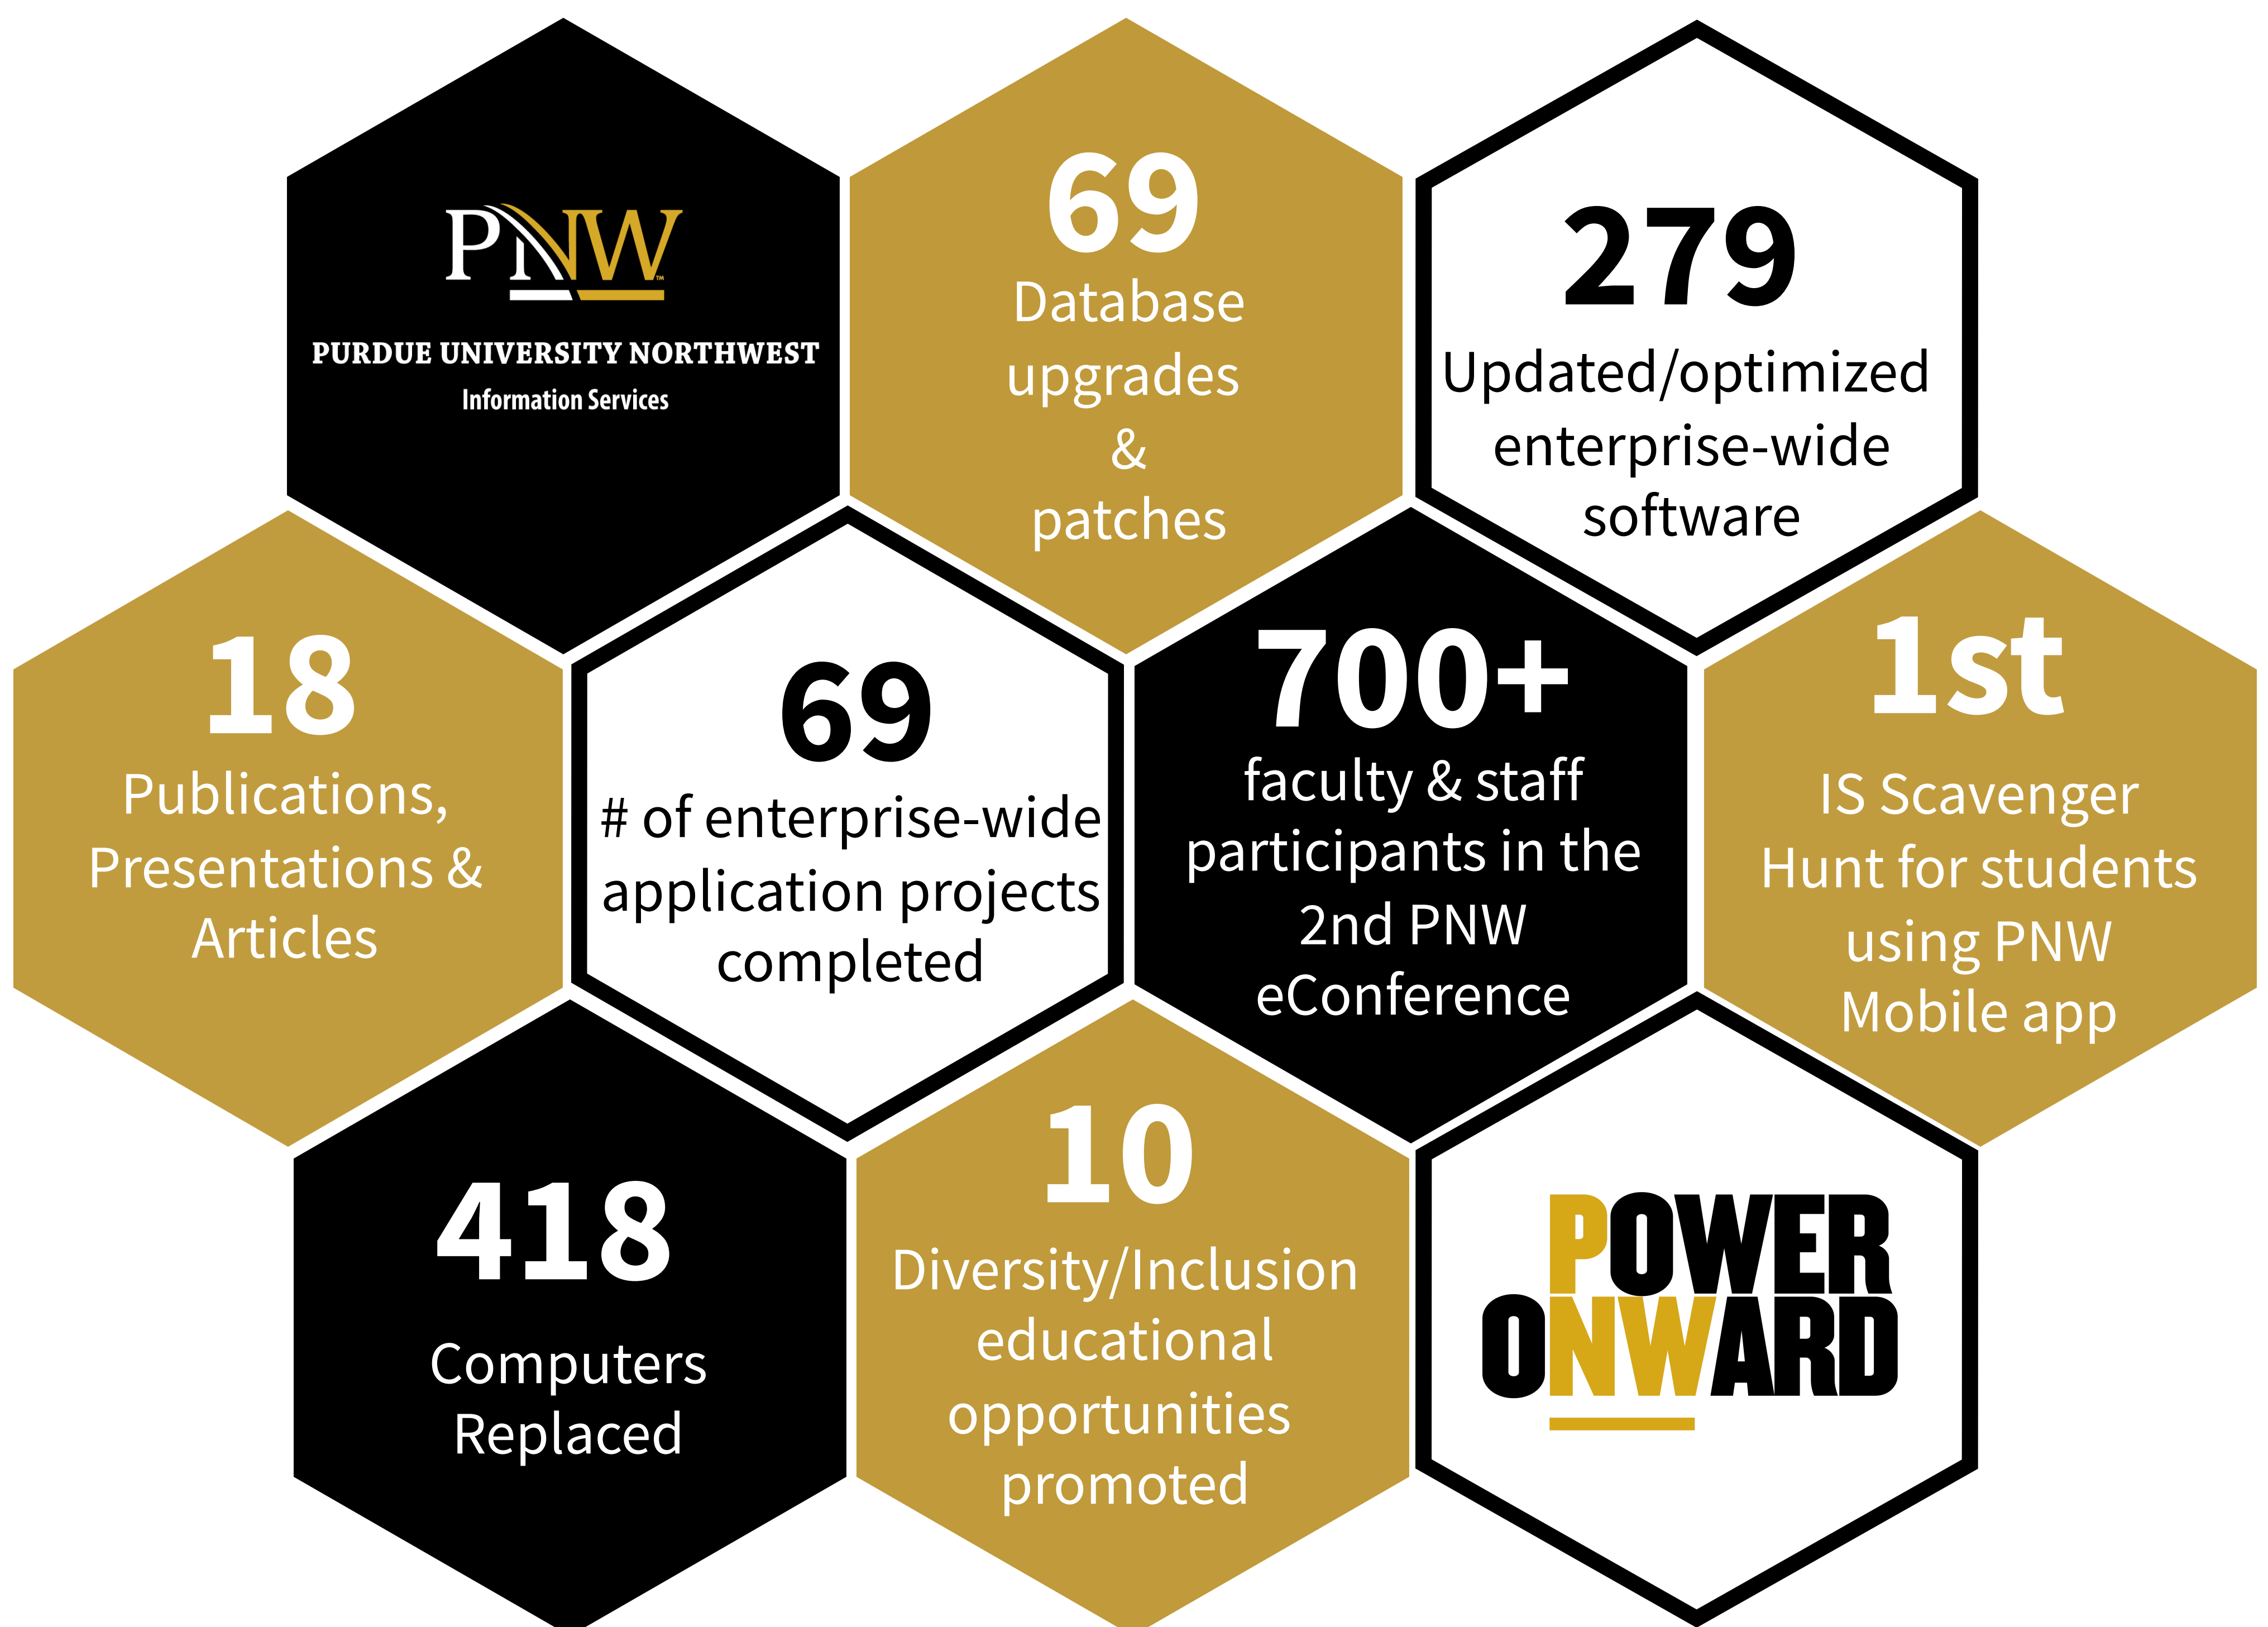 PNW
PURDUE UNIVERSITY NORTHWEST
Information Services
69
Database
upgrades
&
patches
279
Updated/optimized
enterprise-wide
software
18
Publications,
Presentations &
Articles
69
# of enterprise-wide
application projects
completed
700+
faculty & staff
participants in the
2nd PNW
eConference
1st
IS Scavenger
Hunt for students
using PNW
Mobile app
418
Computers
Replaced
10
Diversity/Inclusion
educational
opportunities
promoted
POWER
ONWARD